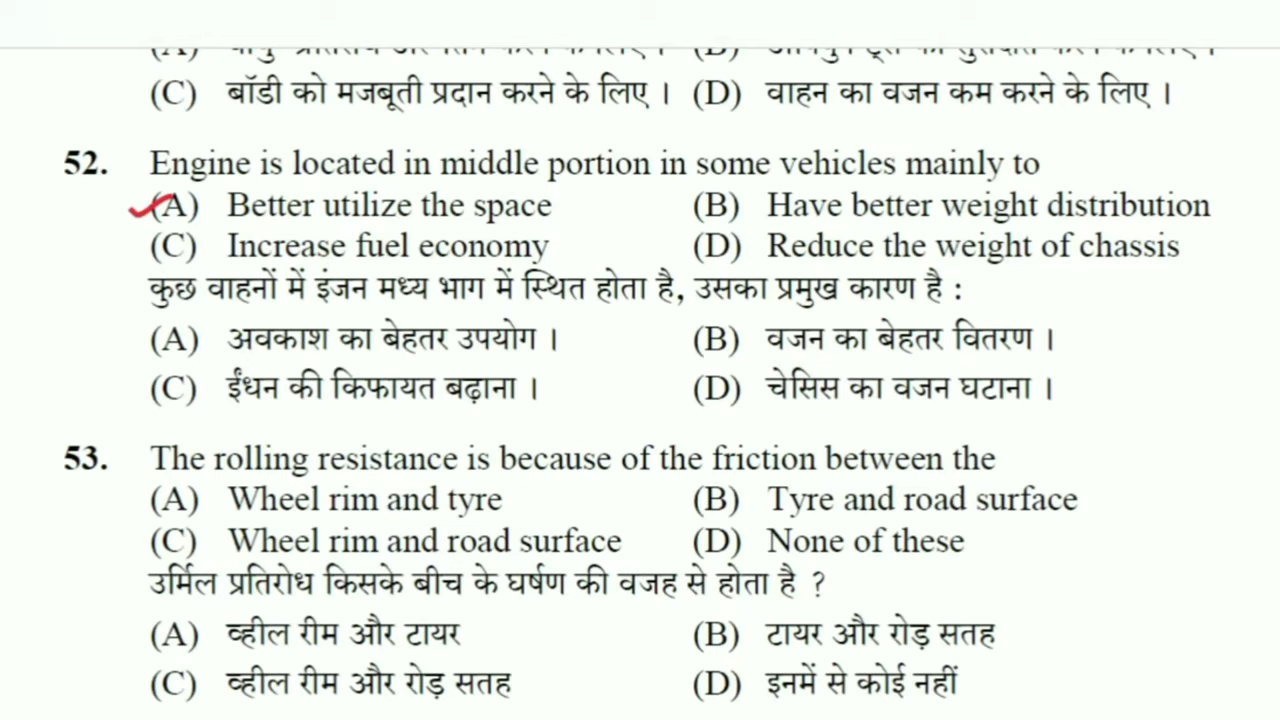 (C) बॉडी को मजबूती प्रदान करने के लिए । (D) वाहन का वजन कम करने के लिए ।
52. Engine is located in middle portion in some vehicles mainly to
(A) Better utilize the space (B) Have better weight distribution
(C) Increase fuel economy (D) Reduce the weight of chassis
कुछ वाहनों में इंजन मध्य भाग में स्थित होता है, उसका प्रमुख कारण है :
(A) अवकाश का बेहतर उपयोग । (B) वजन का बेहतर वितरण ।
(C) ईंधन की किफायत बढ़ाना । (D) चेसिस का वजन घटाना ।
53. The rolling resistance is because of the friction between the
(A) Wheel rim and tyre (B) Tyre and road surface
(C) Wheel rim and road surface (D) None of these
उर्मिल प्रतिरोध किसके बीच के घर्षण की वजह से होता है ?
(A) व्हील रीम और टायर (B) टायर और रोड़ सतह
(C) व्हील रीम और रोड़ सतह (D) इनमें से कोई नहीं